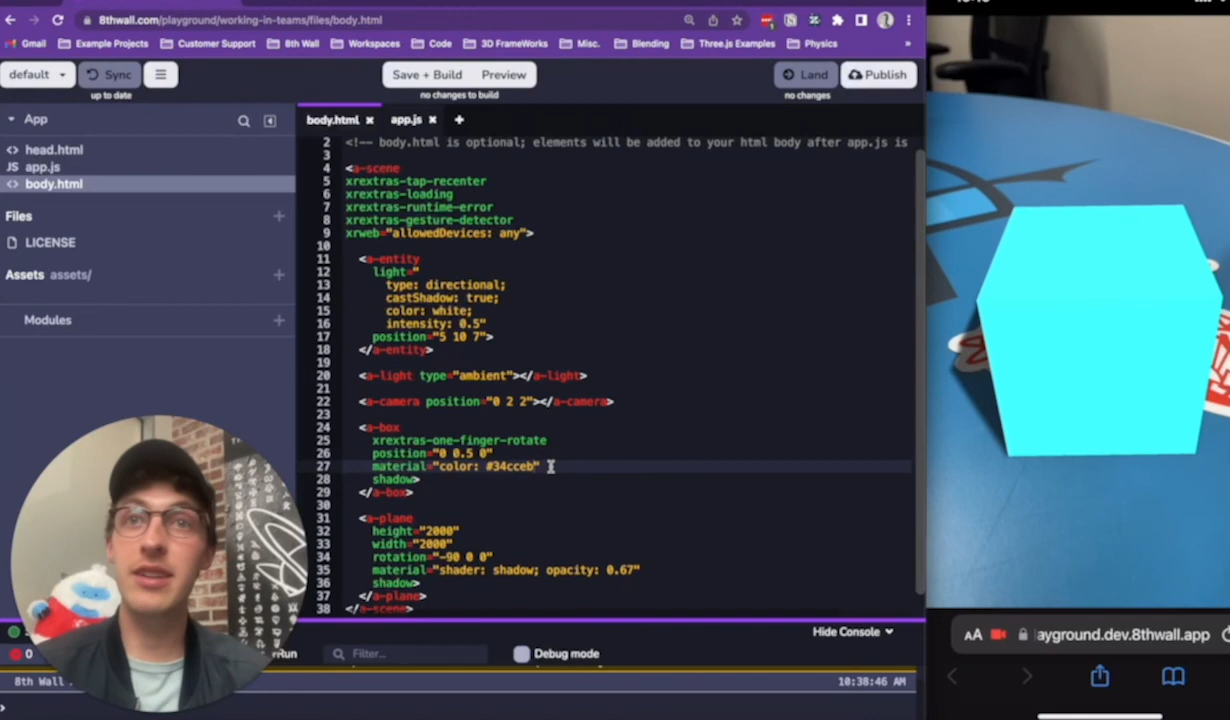 8thwall.com/playground/working-in-teams/files/body.html
Gmail Example Projects Customer Support 8th Wall Workspaces Code 3D FrameWorks Misc. Blending Three.js Examples Physics »
default Sync Save + Build Preview Land Publish
up to date no changes to build no changes
App
<> head.html
JS app.js
<> body.html
Files +
LICENSE
Assets assets/ +
Modules +
body.html × app.js × +
2 <!-- body.html is optional; elements will be added to your html body after app.js is
3
4 <a-scene
5 xrextras-tap-recenter
6 xrextras-loading
7 xrextras-runtime-error
8 xrextras-gesture-detector
9 xrweb="allowedDevices: any">
10
11 <a-entity
12 light="
13 type: directional;
14 castShadow: true;
15 color: white;
16 intensity: 0.5"
17 position="5 10 7">
18 </a-entity>
19
20 <a-light type="ambient"></a-light>
21
22 <a-camera position="0 2 2"></a-camera>
23
24 <a-box
25 xrextras-one-finger-rotate
26 position="0 0.5 0"
27 material="color: #34cceb"
28 shadow>
29 </a-box>
30
31 <a-plane
32 height="2000"
33 width="2000"
34 rotation="-90 0 0"
35 material="shader: shadow; opacity: 0.67"
36 shadow>
37 </a-plane>
38 </a-scene>
Hide Console
0 Run Filter... Debug mode
8th Wall 10:38:46 AM
>
AA ayground.dev.8thwall.app